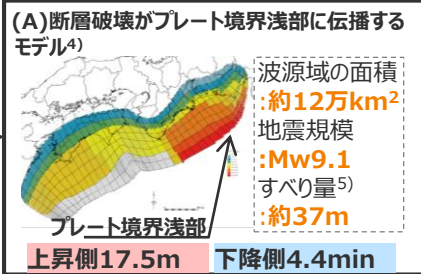 (A)断層破壊がプレート境界浅部に伝播する
モデル4)
波源域の面積
:約12万km²
地震規模
:Mw9.1
すべり量5)
:約37m
プレート境界浅部
上昇側17.5m 下降側4.4min